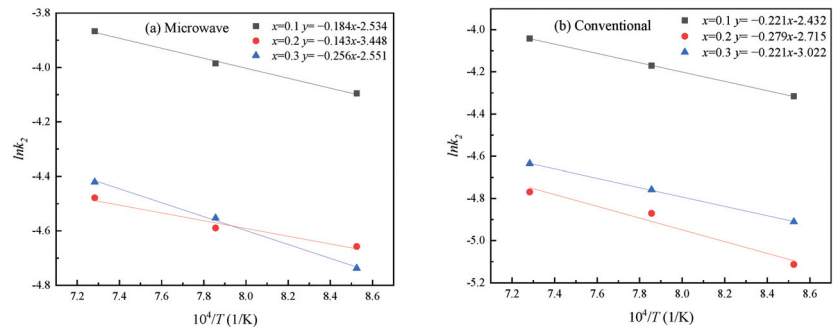 (a) Microwave
x=0.1 y= −0.184x-2.534
x=0.2 y= −0.143x-3.448
x=0.3 y= −0.256x-2.551
-3.8
-4.0
-4.2
-4.4
-4.6
-4.8
lnk2
7.2 7.4 7.6 7.8 8.0 8.2 8.4 8.6
10^4/T (1/K)
(b) Conventional
x=0.1 y= −0.221x-2.432
x=0.2 y= −0.279x-2.715
x=0.3 y= −0.221x-3.022
-4.0
-4.2
-4.4
-4.6
-4.8
-5.0
-5.2
lnk2
7.2 7.4 7.6 7.8 8.0 8.2 8.4 8.6
10^4/T (1/K)